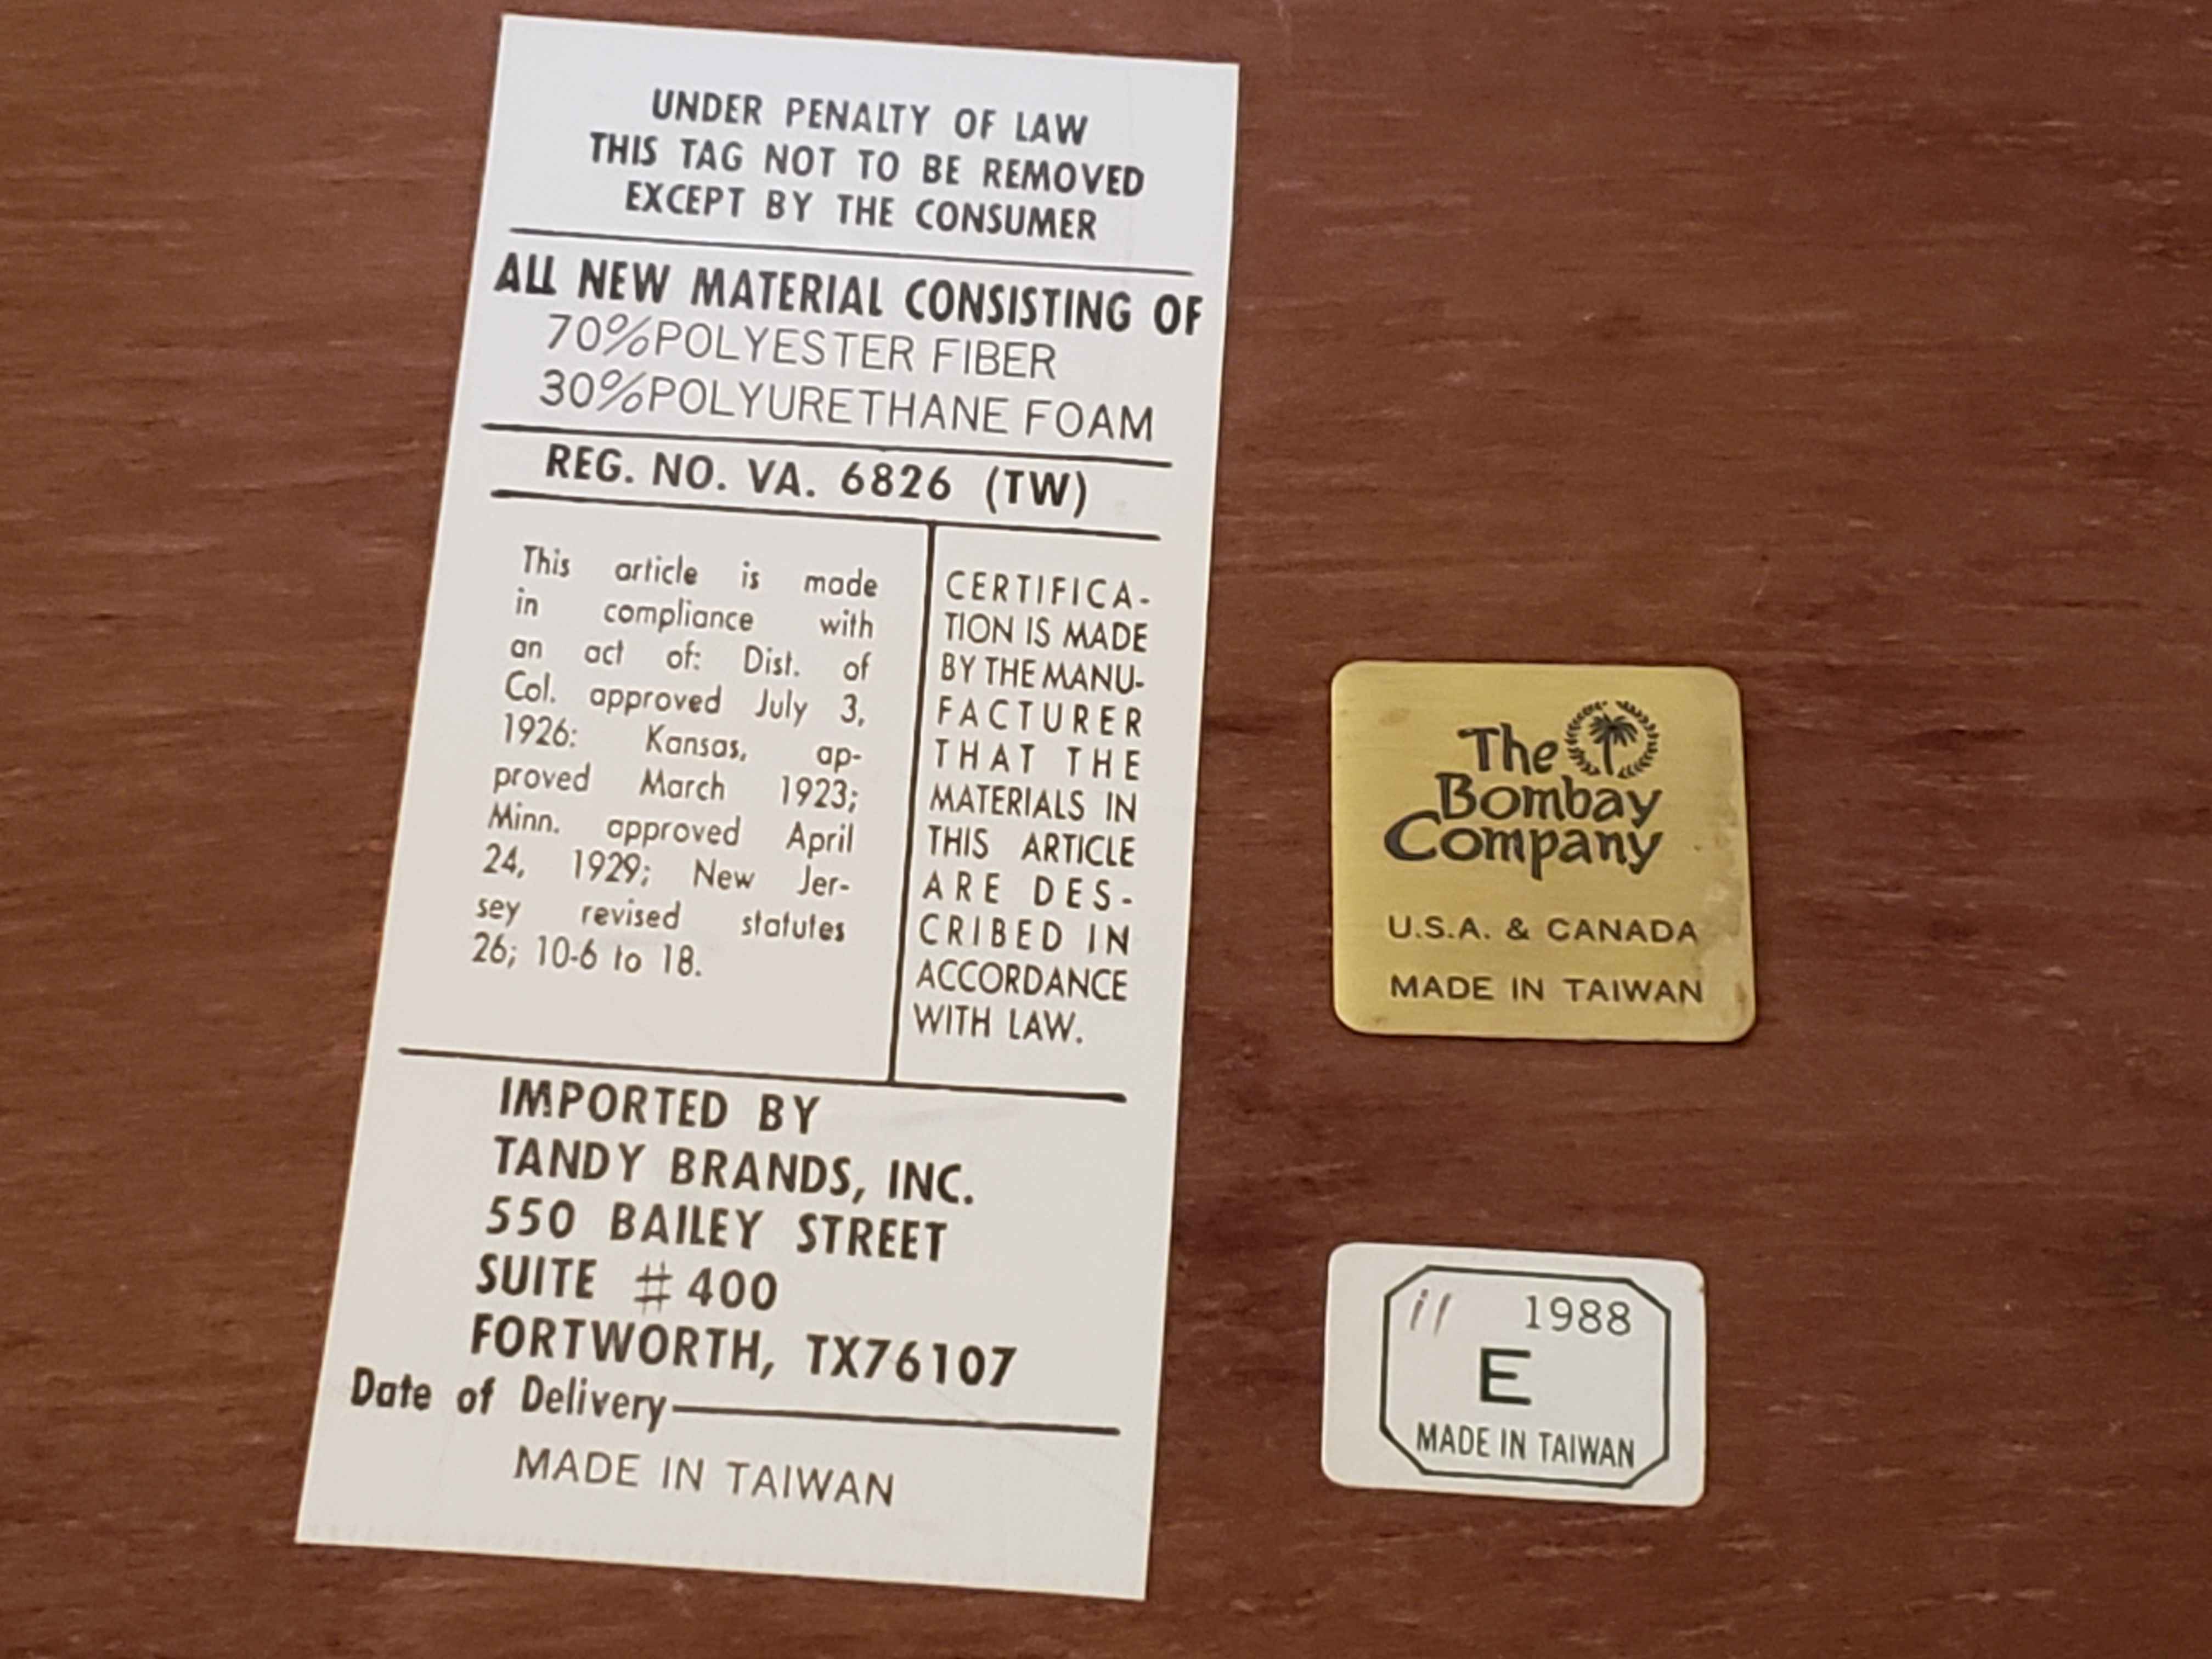 UNDER PENALTY OF LAW
THIS TAG NOT TO BE REMOVED
EXCEPT BY THE CONSUMER
ALL NEW MATERIAL CONSISTING OF
70%POLYESTER FIBER
30%POLYURETHANE FOAM
REG. NO. VA. 6826 (TW)
This article is made
in compliance with
an act of: Dist. of
Col. approved July 3,
1926: Kansas, ap-
proved March 1923;
Minn. approved April
24, 1929; New Jer-
sey revised statutes
26; 10-6 to 18.
CERTIFICA-
TION IS MADE
BY THE MANU-
FACTURER
THAT THE
MATERIALS IN
THIS ARTICLE
ARE DES-
CRIBED IN
ACCORDANCE
WITH LAW.
IMPORTED BY
TANDY BRANDS, INC.
550 BAILEY STREET
SUITE #400
FORTWORTH, TX76107
Date of Delivery
MADE IN TAIWAN
The
Bombay
Company
U.S.A. & CANADA
MADE IN TAIWAN
11 1988
E
MADE IN TAIWAN